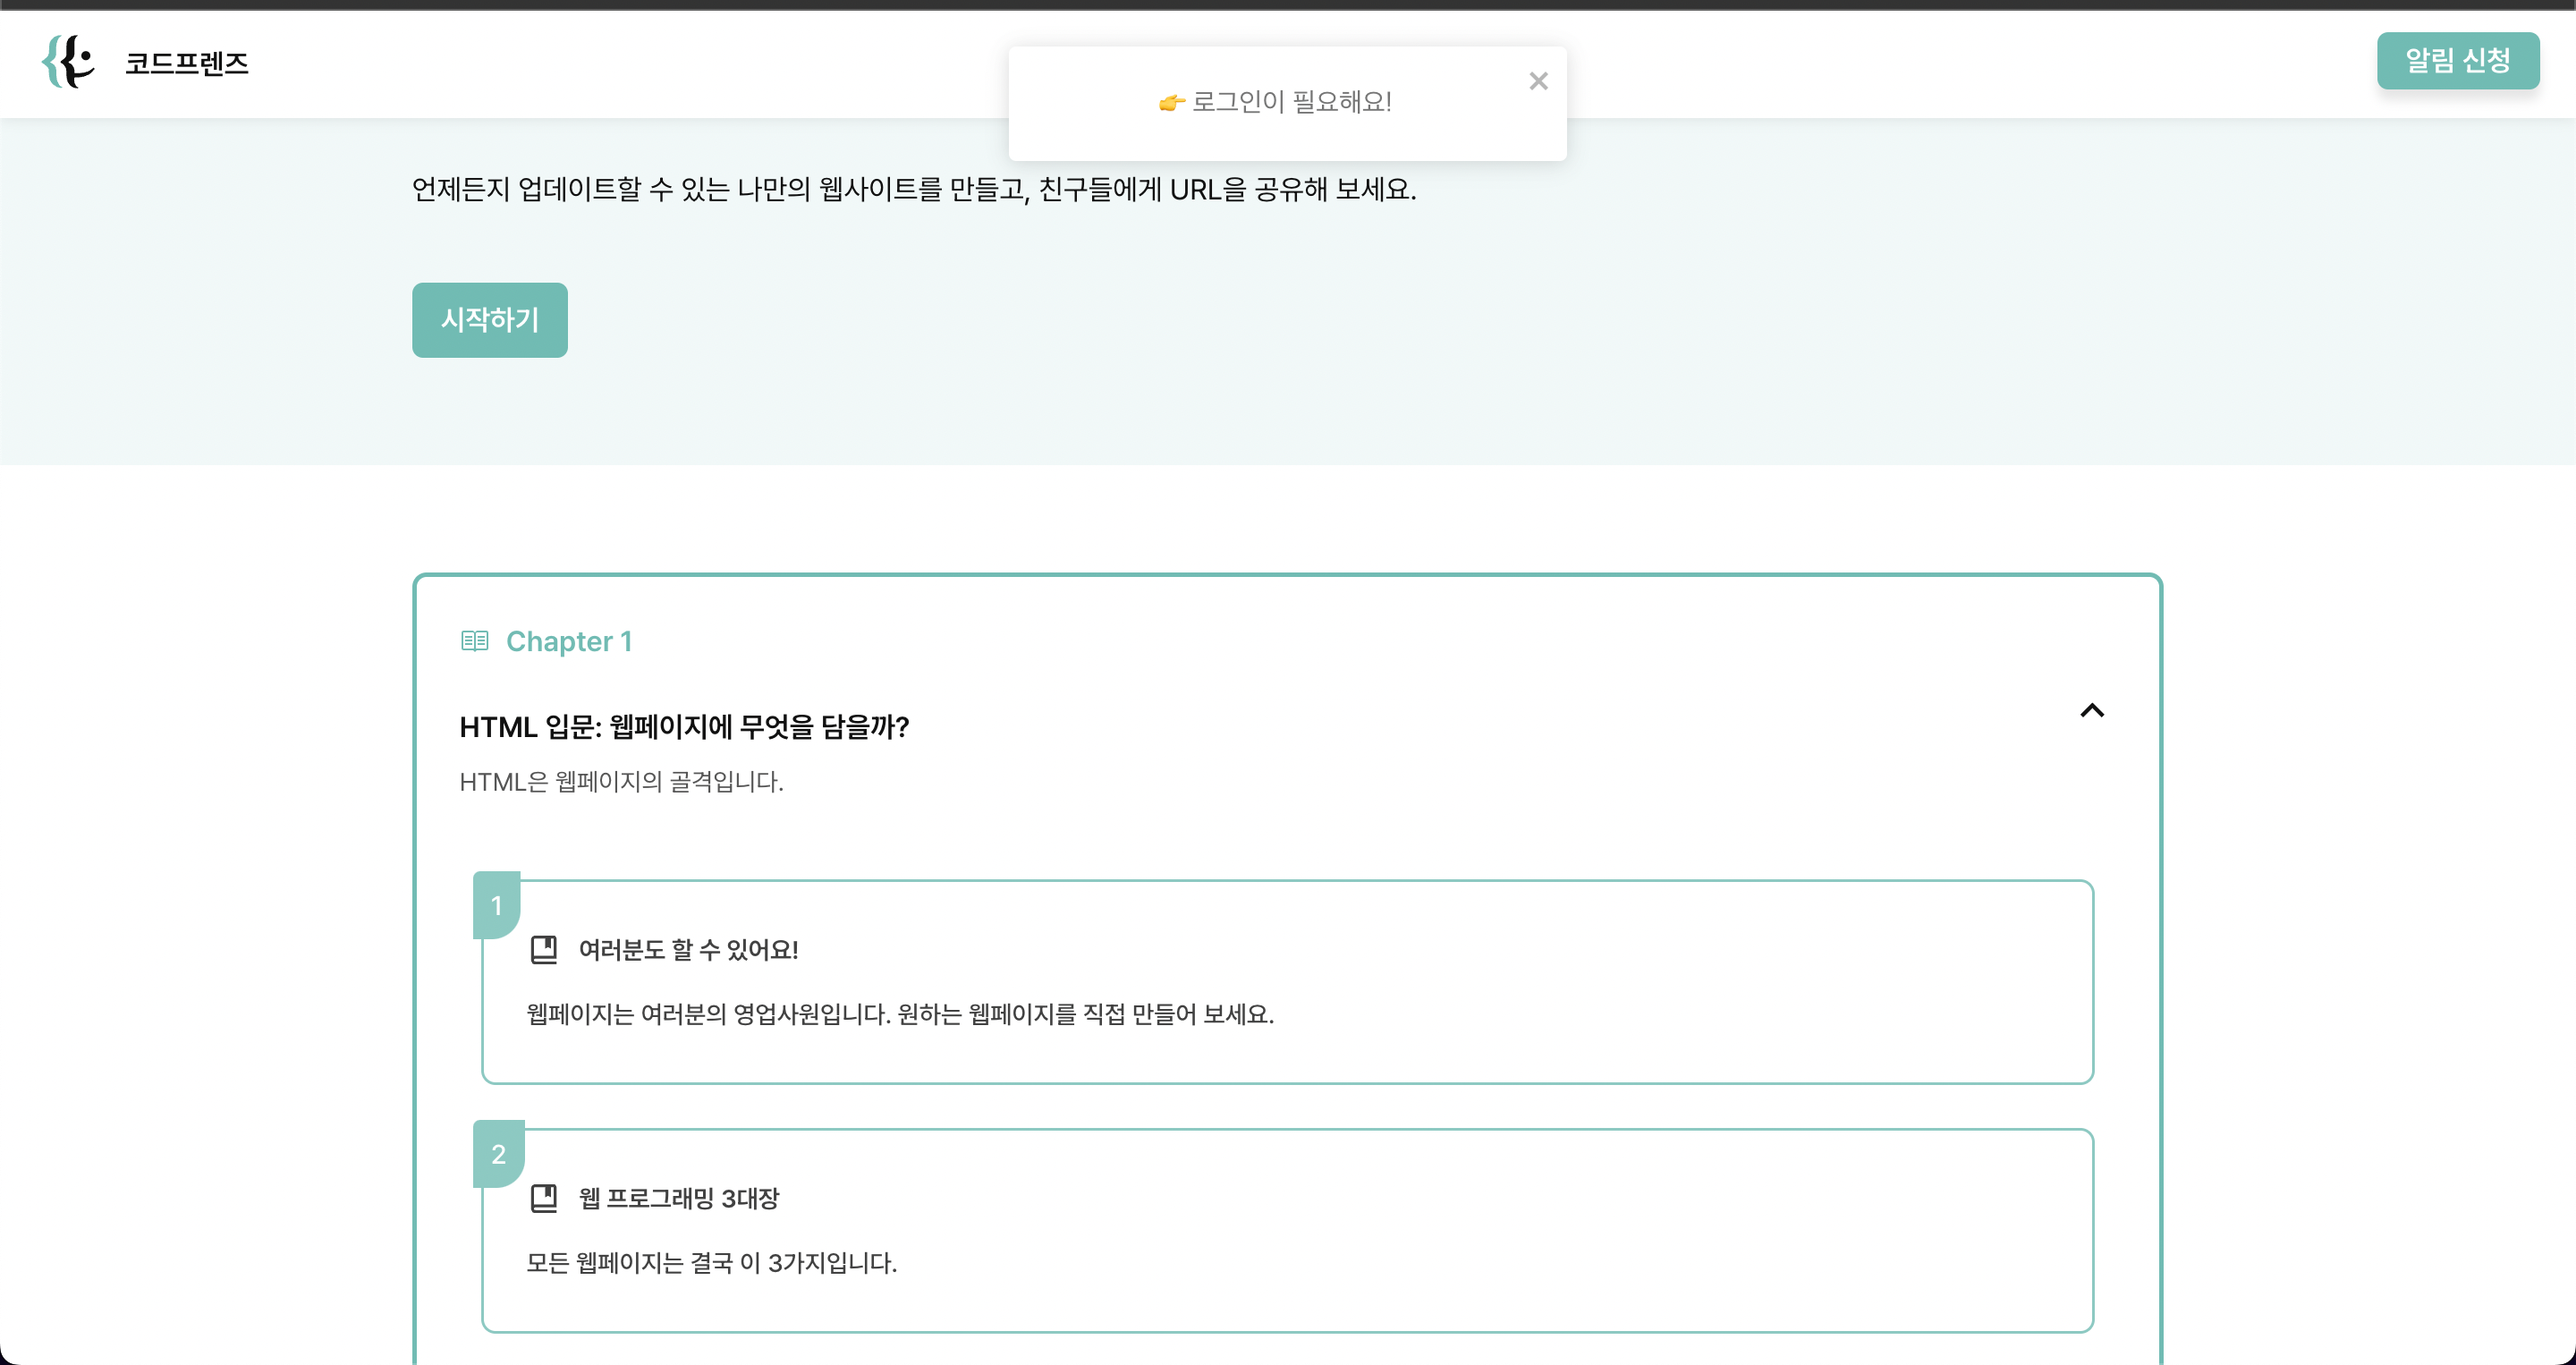 코드프렌즈
👉 로그인이 필요해요!
알림 신청
언제든지 업데이트할 수 있는 나만의 웹사이트를 만들고, 친구들에게 URL을 공유해 보세요.
시작하기
Chapter 1
HTML 입문: 웹페이지에 무엇을 담을까?
HTML은 웹페이지의 골격입니다.
1
여러분도 할 수 있어요!
웹페이지는 여러분의 영업사원입니다. 원하는 웹페이지를 직접 만들어 보세요.
2
웹 프로그래밍 3대장
모든 웹페이지는 결국 이 3가지입니다.